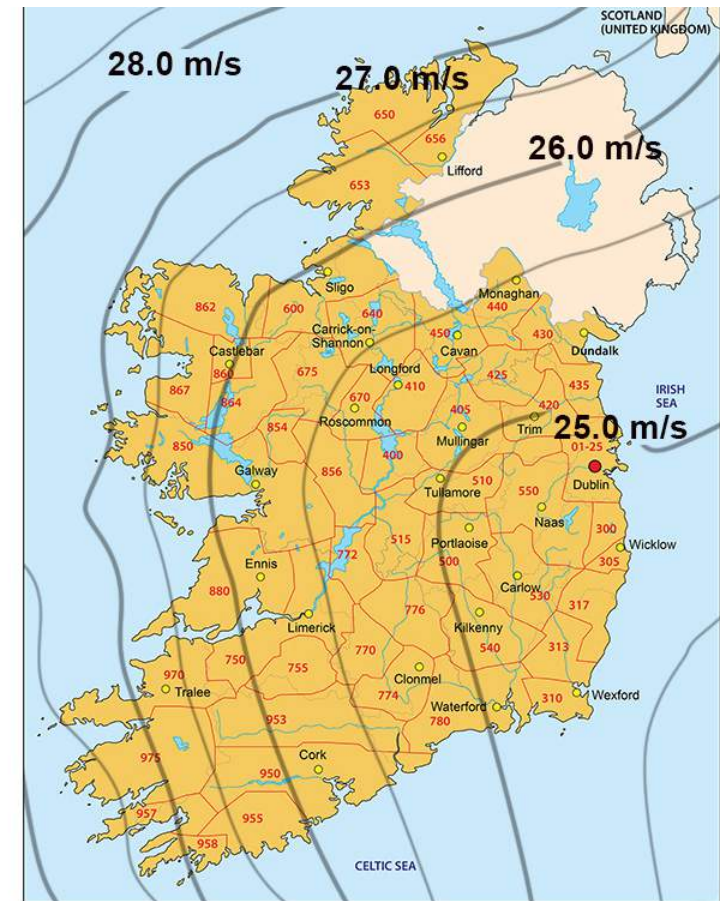 SCOTLAND
(UNITED KINGDOM)
28.0 m/s
27.0 m/s
650
656
26.0 m/s
Lifford
653
Sligo
Monaghan
862
600
640
440
Carrick-on-
Shannon
450
430
Castlebar
Cavan
Dundalk
860
675
Longford
425
435
867
864
670
410
IRISH
SEA
Roscommon
405
420
Trim
25.0 m/s
850
854
Mullingar
01-25
400
Galway
856
Tullamore
510
Dublin
550
Naas
772
515
Portlaoise
300
Wicklow
Ennis
500
305
880
Carlow
530
776
317
Limerick
Kilkenny
750
755
770
540
313
970
Clonmel
Tralee
774
310
Wexford
953
780
Waterford
975
Cork
950
957
955
958
CELTIC SEA